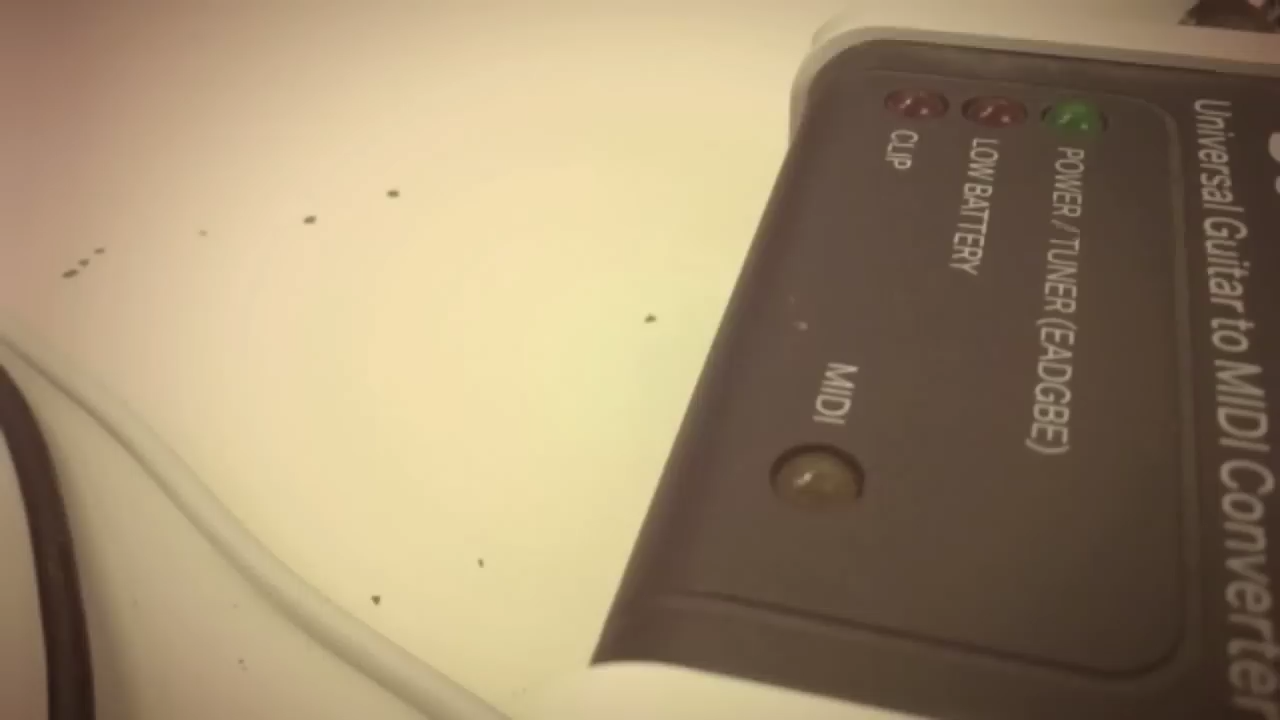 Universal Guitar to MIDI Converter
POWER / TUNER (EADGBE)
LOW BATTERY
CLIP
MIDI